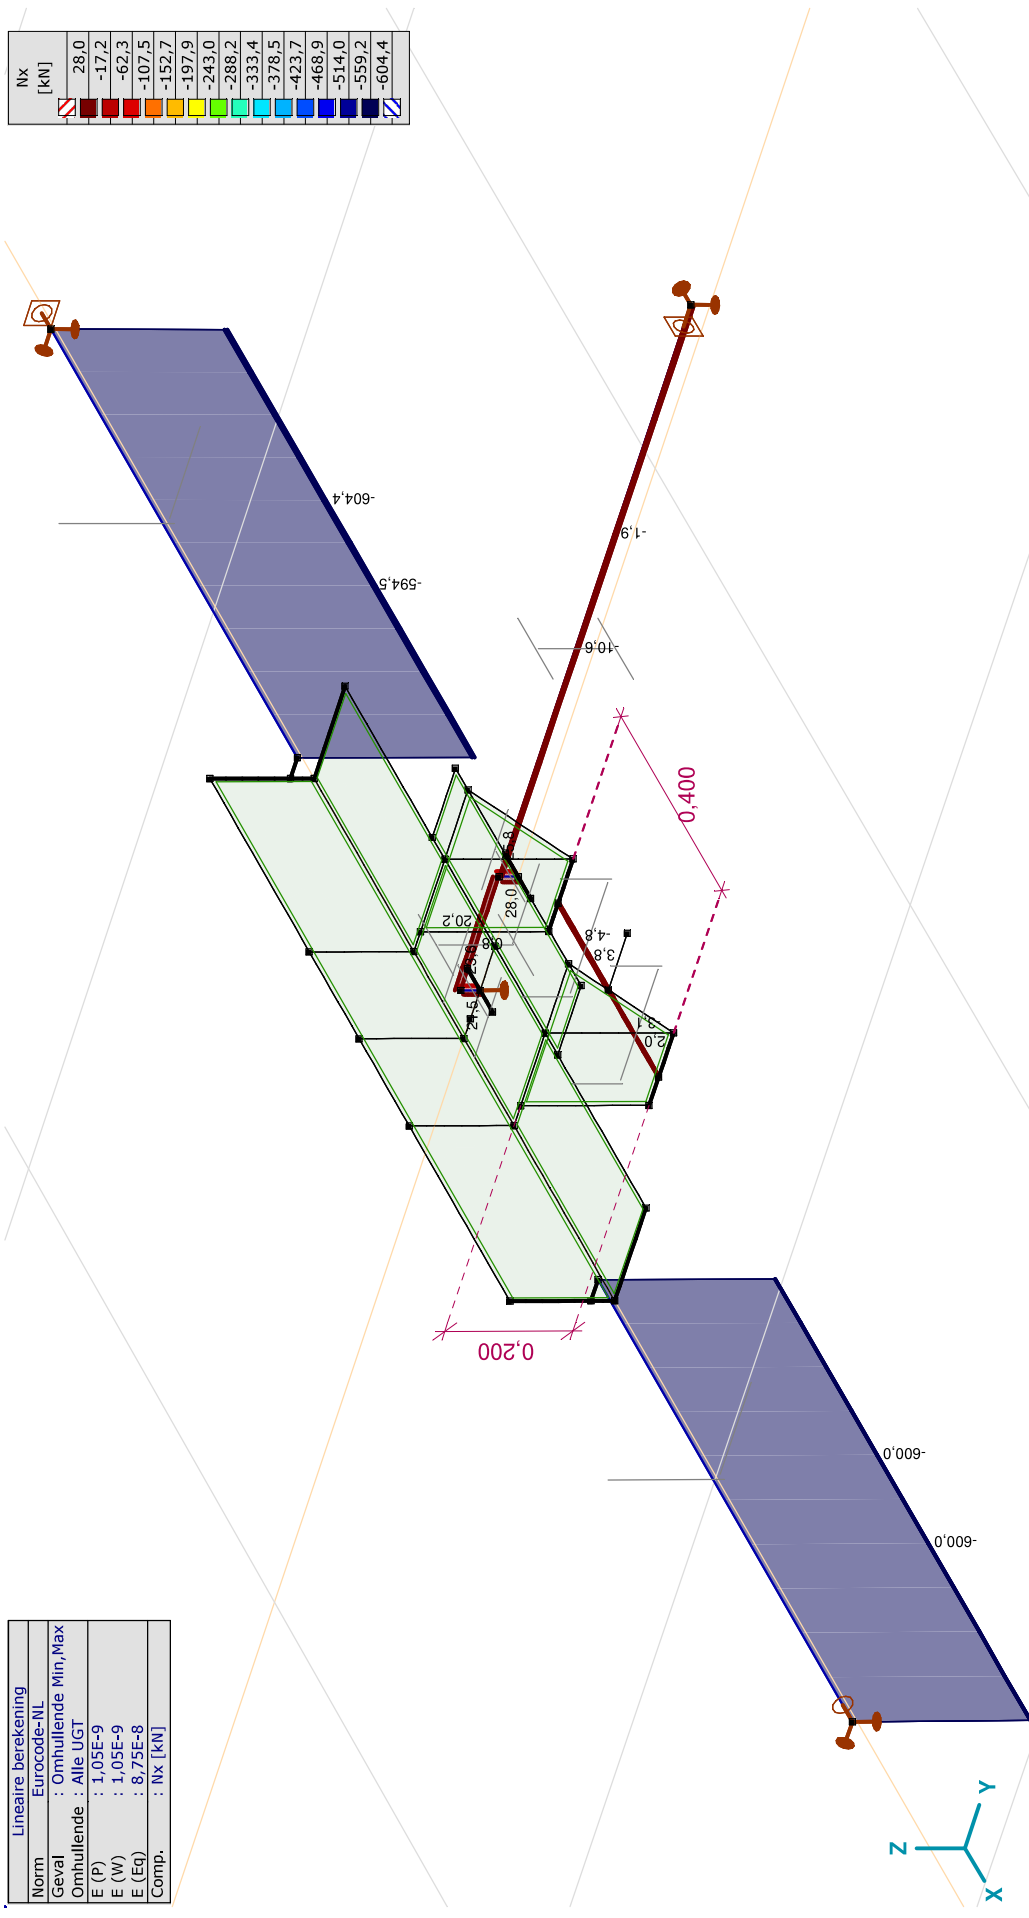 Nx
[kN]
28,0
-17,2
-62,3
-107,5
-152,7
-197,9
-243,0
-288,2
-333,4
-378,5
-423,7
-468,9
-514,0
-559,2
-604,4
-604,4
-594,5
-1,9
-10,6
0,400
28,0
20,2
-4,8
3,8
2,0
0,200
-600,0
-600,0
Lineaire berekening
Norm : Eurocode-NL
Geval : Omhullende Min,Max
Omhullende : Alle UGT
E (P) : 1,05E-9
E (W) : 1,05E-9
E (Eq) : 8,75E-8
Comp. : Nx [kN]
Z
Y
X